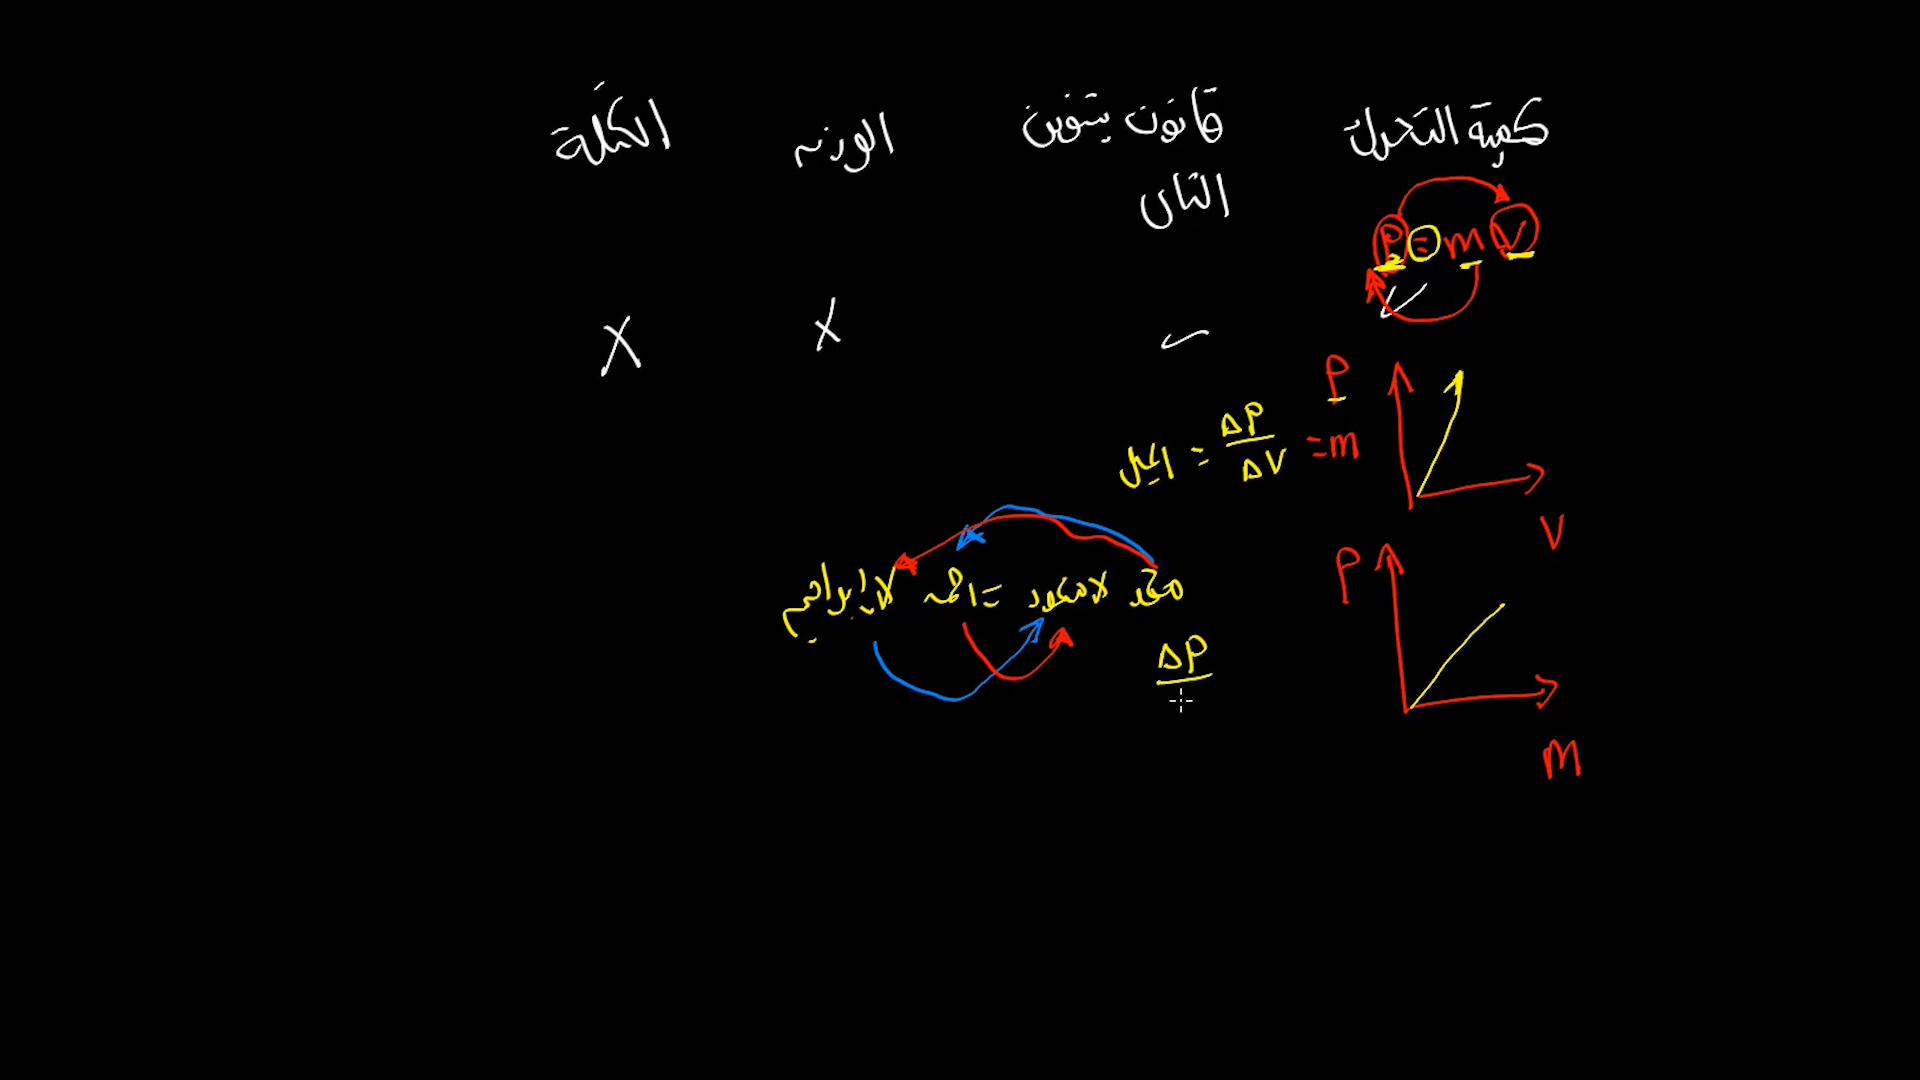 كمية التحرك
قانون نيوتن
الثاني
الوزن
الكتلة
P = m V
الميل = ΔP / ΔV = m
P
V
محمد لا محمود = احمد لا ابراهيم
ΔP
P
m